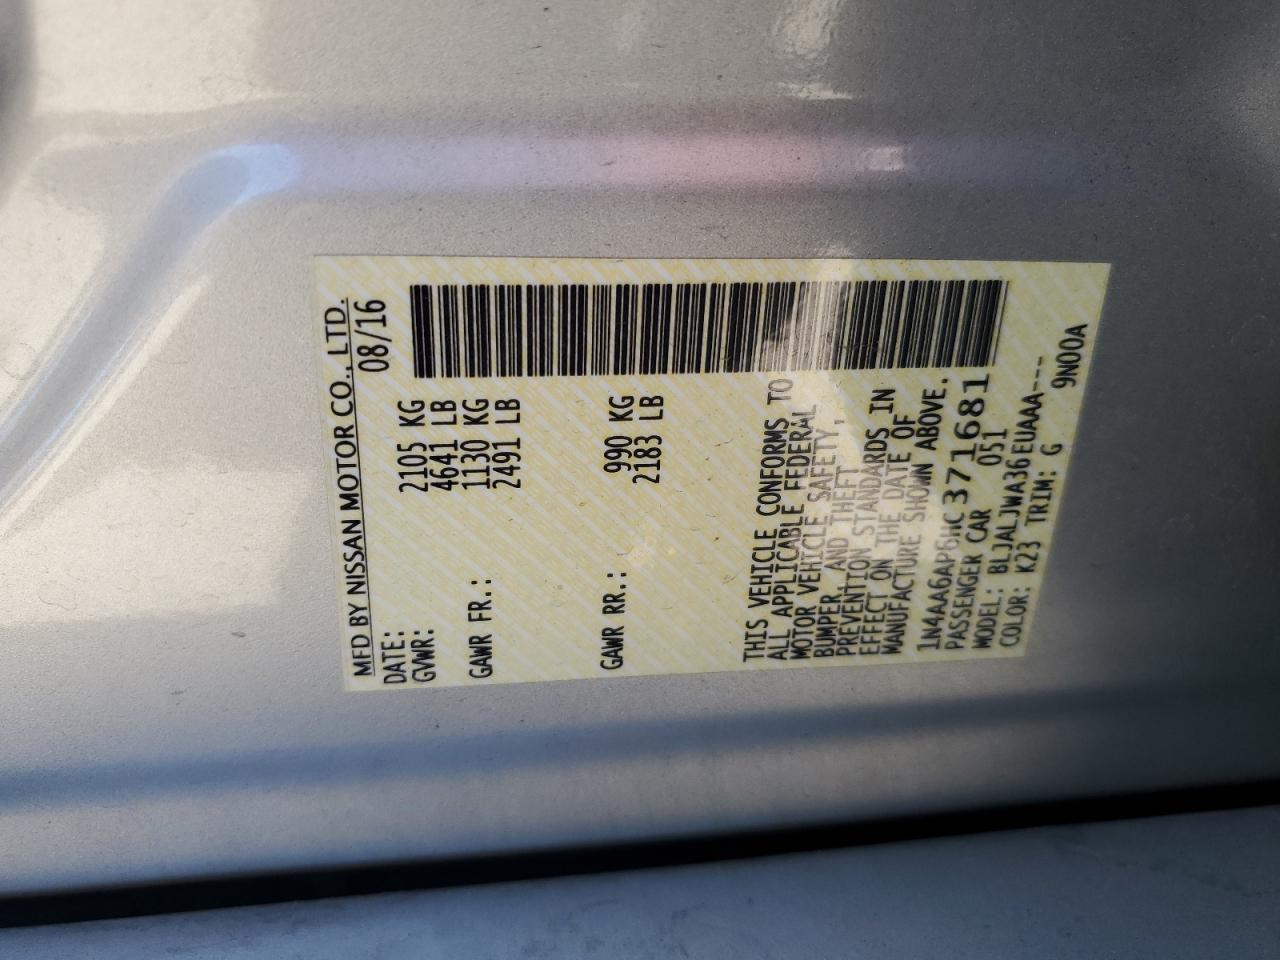 MFD BY NISSAN MOTOR CO., LTD.
DATE: 08/16
GVWR: 2105 KG
4641 LB
GAWR FR.: 1130 KG
2491 LB
GAWR RR.: 990 KG
2183 LB
THIS VEHICLE CONFORMS TO
ALL APPLICABLE FEDERAL
MOTOR VEHICLE SAFETY,
BUMPER, AND THEFT
PREVENTION STANDARDS IN
EFFECT ON THE DATE OF
MANUFACTURE SHOWN ABOVE.
1N4AA6AP6HC371681
PASSENGER CAR 051
MODEL: BLJALJWA36EUAAA---
COLOR: K23 TRIM: G 9N00A